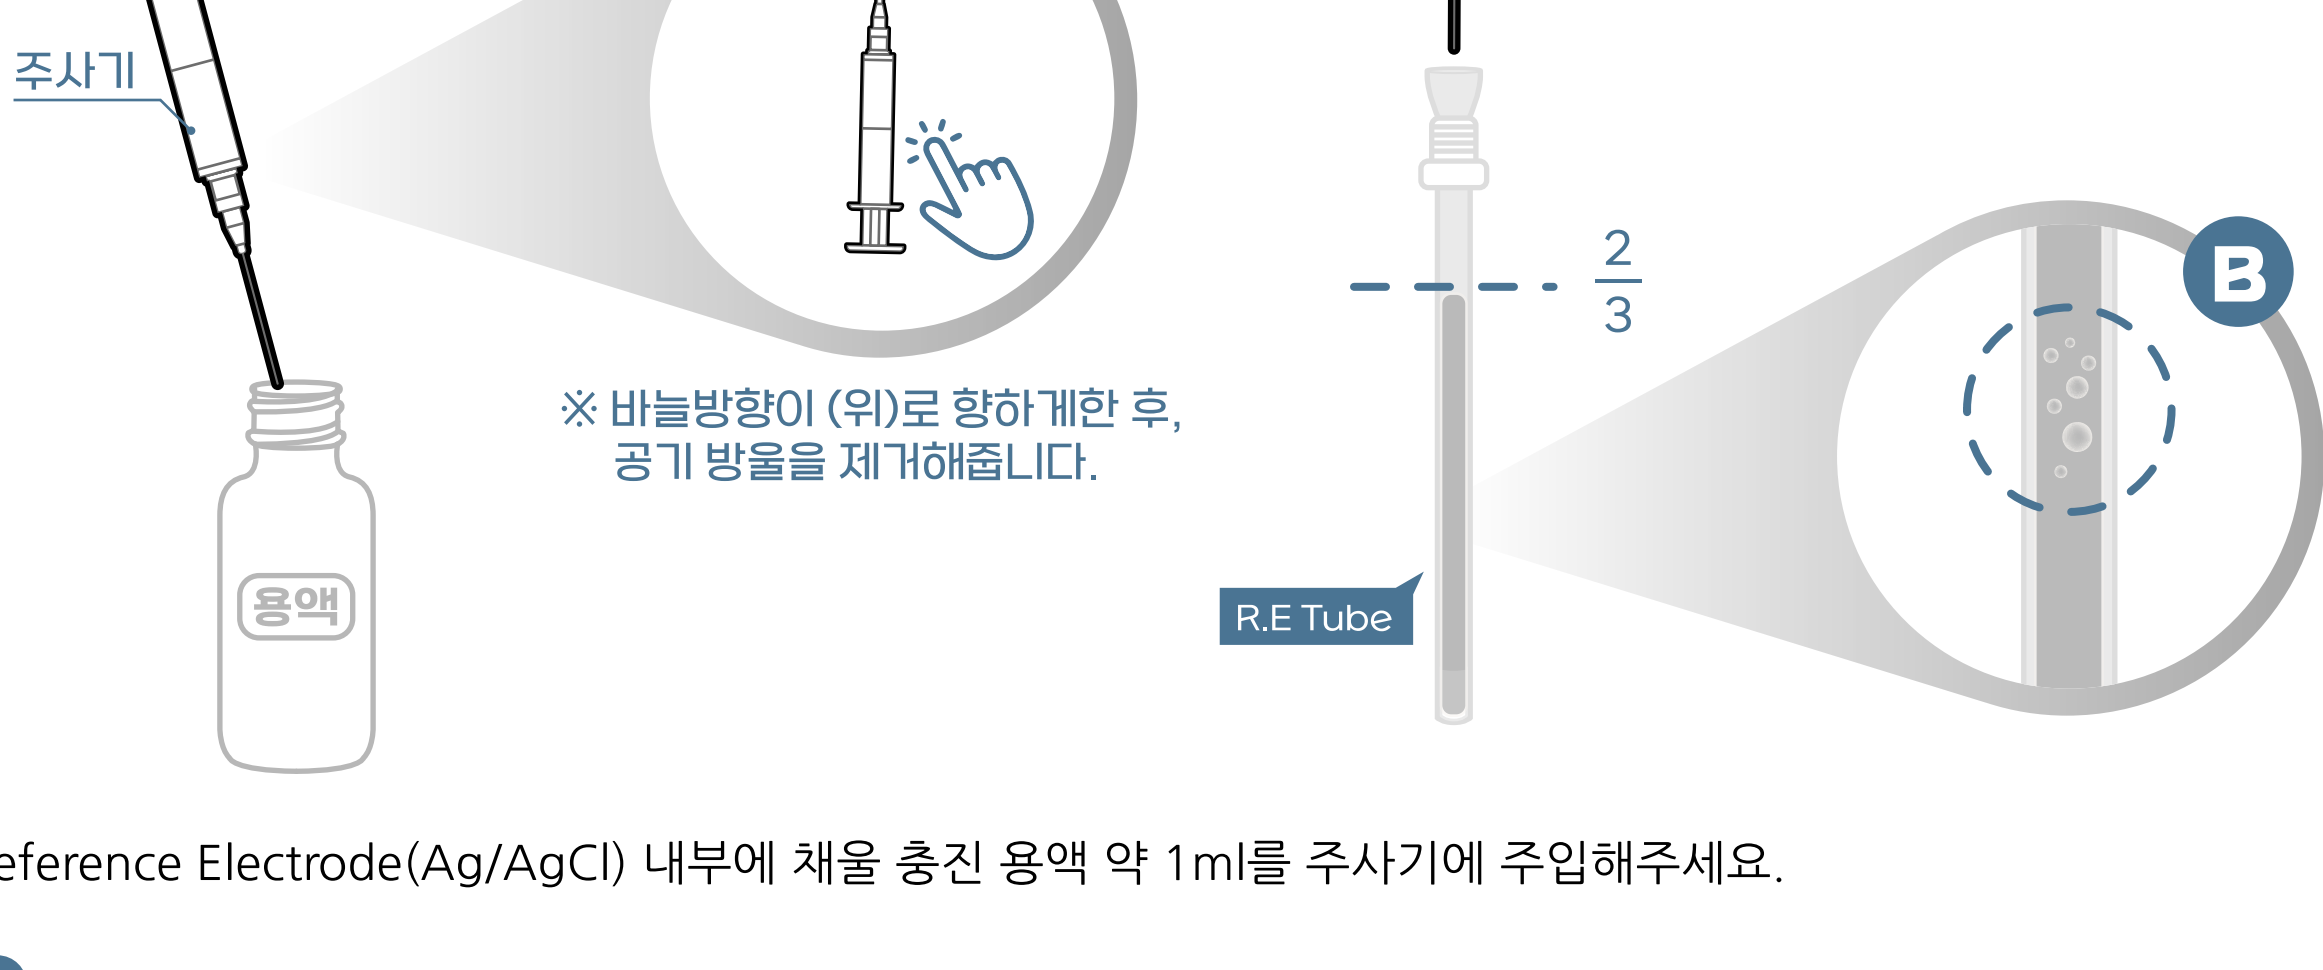 주사기
※ 바늘방향이 (위)로 향하게한 후,
공기 방울을 제거해줍니다.
용액
2
3
B
R.E Tube
eference Electrode(Ag/AgCl) 내부에 채울 충진 용액 약 1ml를 주사기에 주입해주세요.